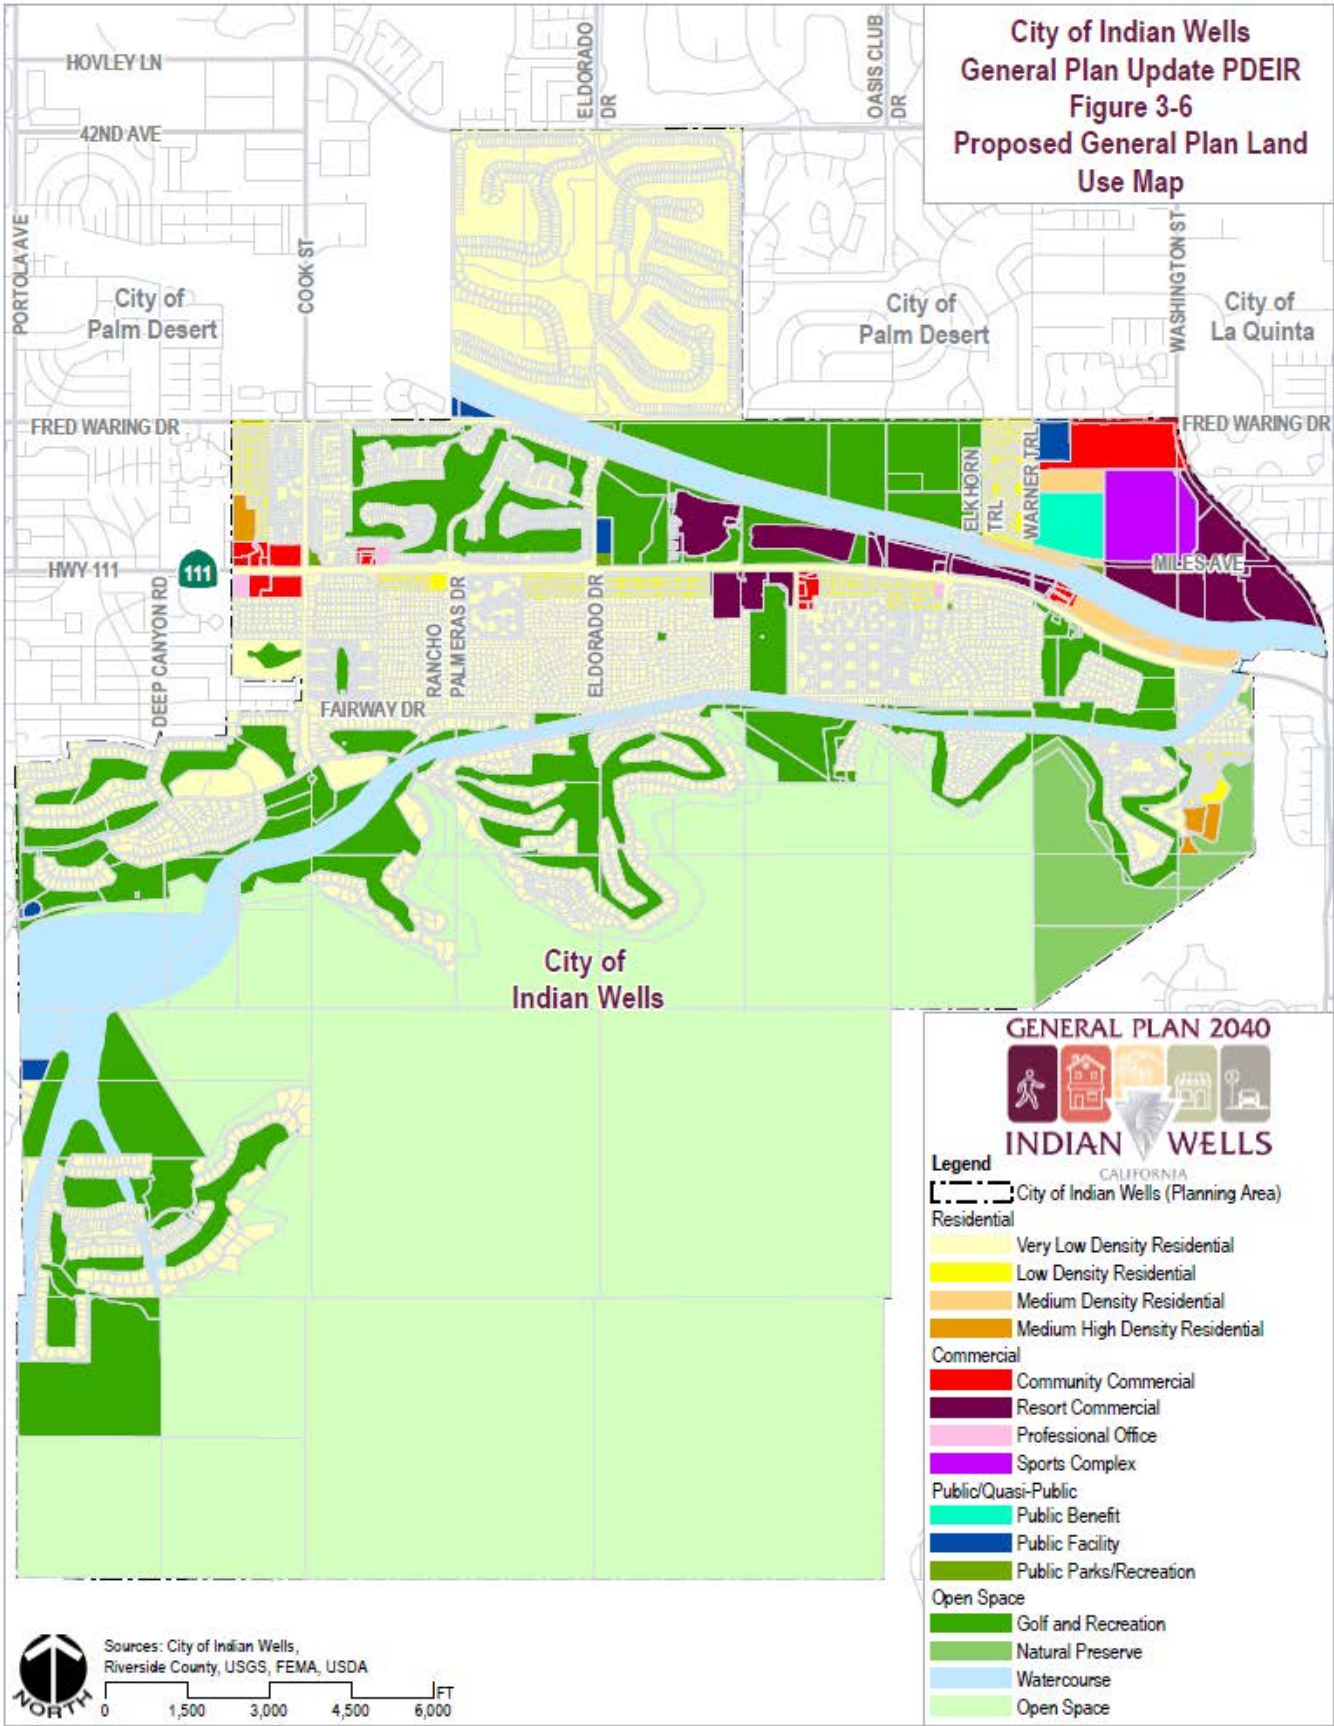 City of Indian Wells
General Plan Update PDEIR
Figure 3-6
Proposed General Plan Land
Use Map
HOVLEY LN
42ND AVE
ELDORADO
DR
OASIS CLUB
DR
PORTOLA AVE
COOK ST
WASHINGTON ST
City of
Palm Desert
City of
Palm Desert
City of
La Quinta
FRED WARING DR
FRED WARING DR
ELKHORN
TRL
WARNER TRL
HWY 111
111
MILES AVE
DEEP CANYON RD
RANCHO
PALMERAS DR
ELDORADO DR
FAIRWAY DR
City of
Indian Wells
GENERAL PLAN 2040
INDIAN WELLS
CALIFORNIA
Legend
City of Indian Wells (Planning Area)
Residential
Very Low Density Residential
Low Density Residential
Medium Density Residential
Medium High Density Residential
Commercial
Community Commercial
Resort Commercial
Professional Office
Sports Complex
Public/Quasi-Public
Public Benefit
Public Facility
Public Parks/Recreation
Open Space
Golf and Recreation
Natural Preserve
Watercourse
Open Space
NORTH
Sources: City of Indian Wells,
Riverside County, USGS, FEMA, USDA
FT
0 1,500 3,000 4,500 6,000